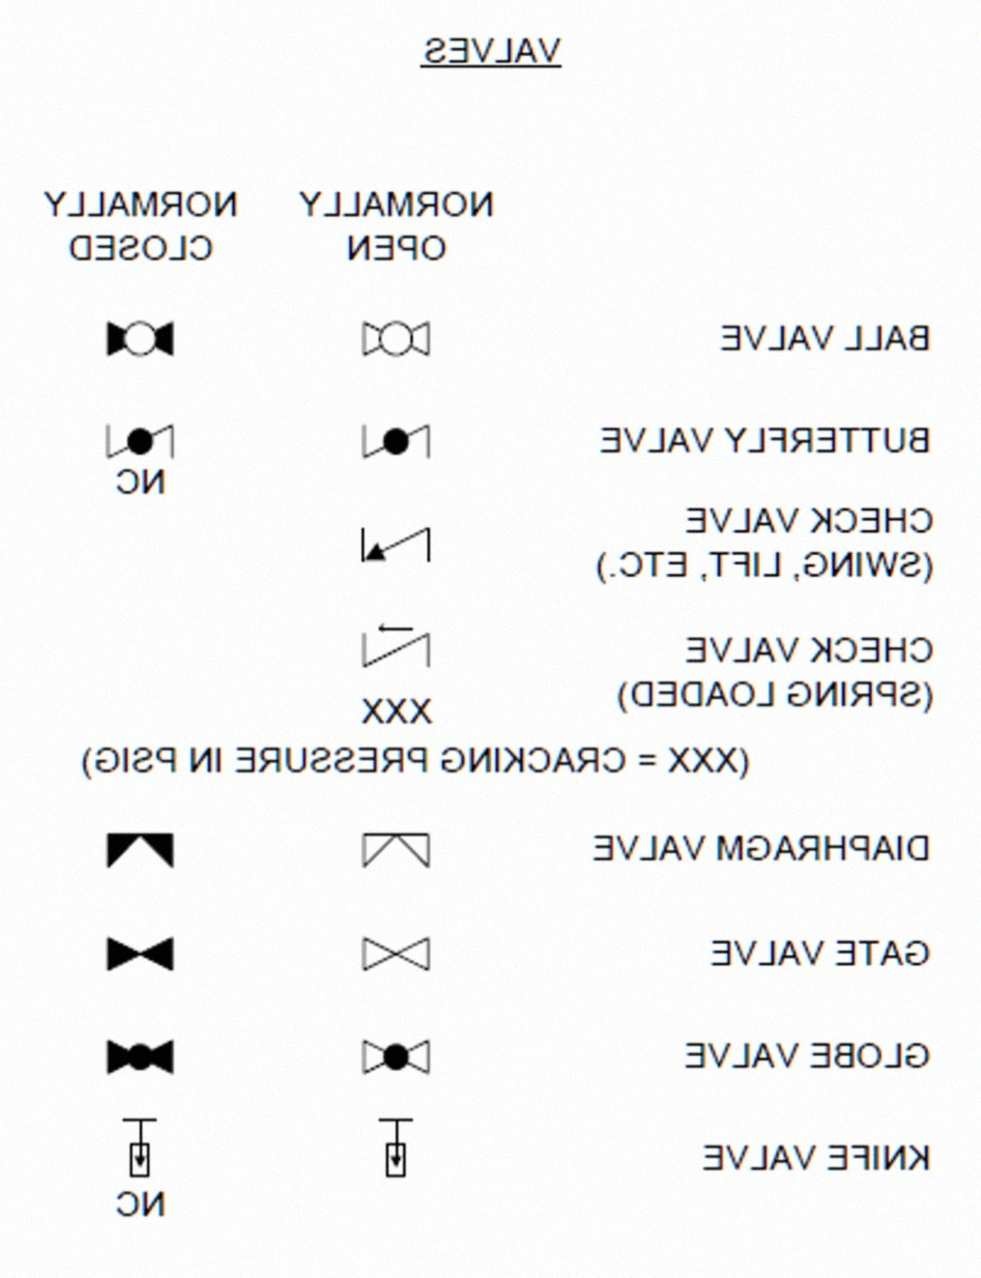 VALVES
NORMALLY OPEN
NORMALLY CLOSED
BALL VALVE
BUTTERFLY VALVE
NC
CHECK VALVE
(SWING, LIFT, ETC.)
CHECK VALVE
(SPRING LOADED)
XXX
(XXX = CRACKING PRESSURE IN PSIG)
DIAPHRAGM VALVE
GATE VALVE
GLOBE VALVE
KNIFE VALVE
NC